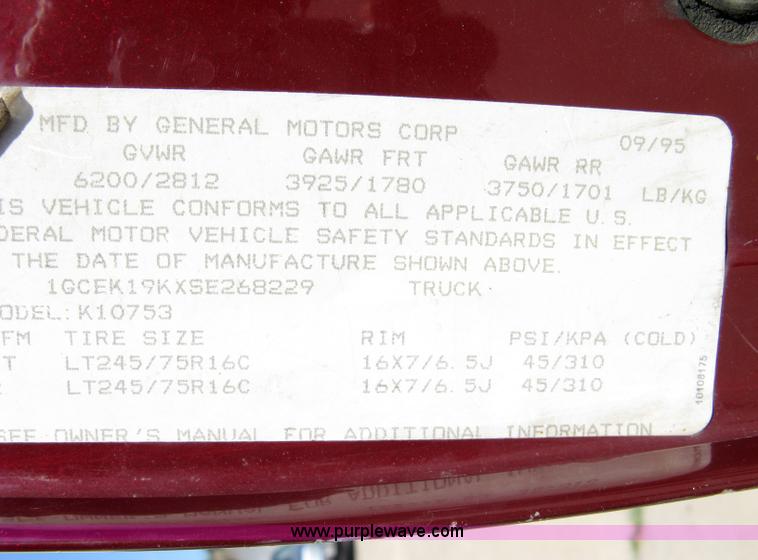 MFD BY GENERAL MOTORS CORP 09/95
GVWR GAWR FRT GAWR RR
6200/2812 3925/1780 3750/1701 LB/KG
IS VEHICLE CONFORMS TO ALL APPLICABLE U.S.
DERAL MOTOR VEHICLE SAFETY STANDARDS IN EFFECT
THE DATE OF MANUFACTURE SHOWN ABOVE.
1GCEK19KXSE268229 TRUCK
ODEL: K10753
FM TIRE SIZE RIM PSI/KPA (COLD)
T LT245/75R16C 16X7/6.5J 45/310
R LT245/75R16C 16X7/6.5J 45/310
SEE OWNER'S MANUAL FOR ADDITIONAL INFORMATION
10108175
www.purplewave.com